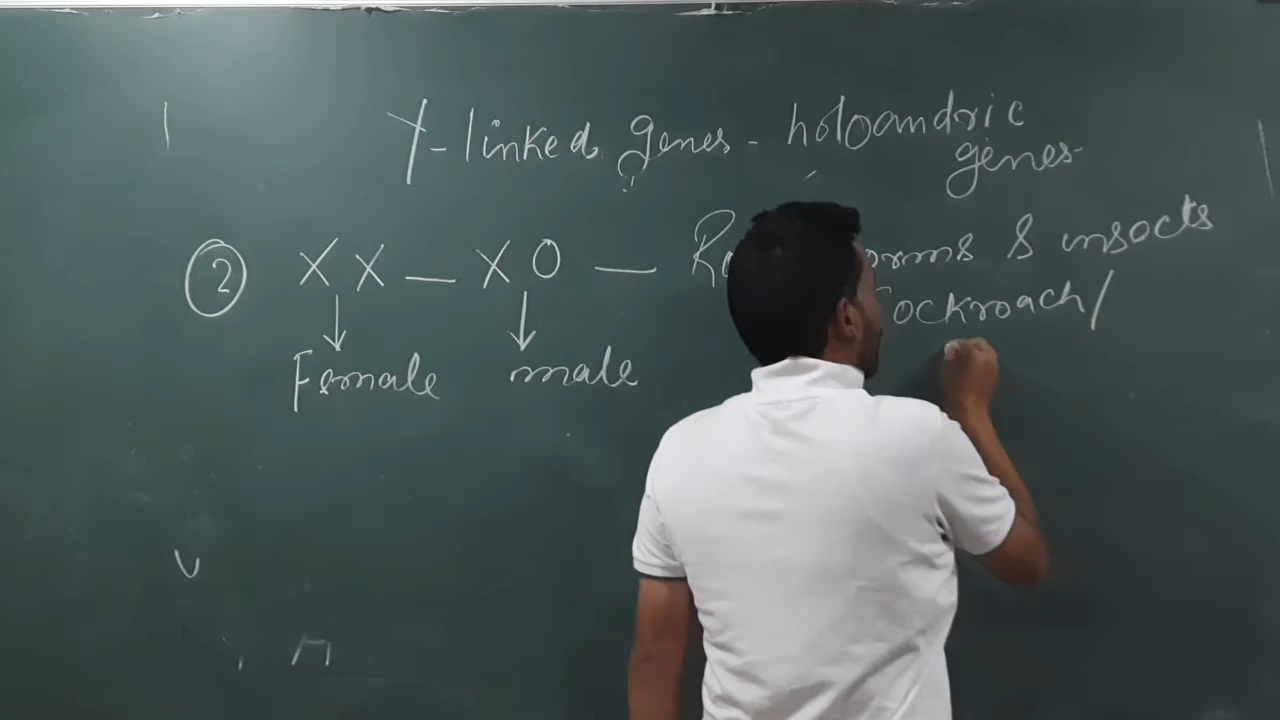 Y-linked genes - holoandric
genes-
2 XX — XO — insects
ockroach/
Female male